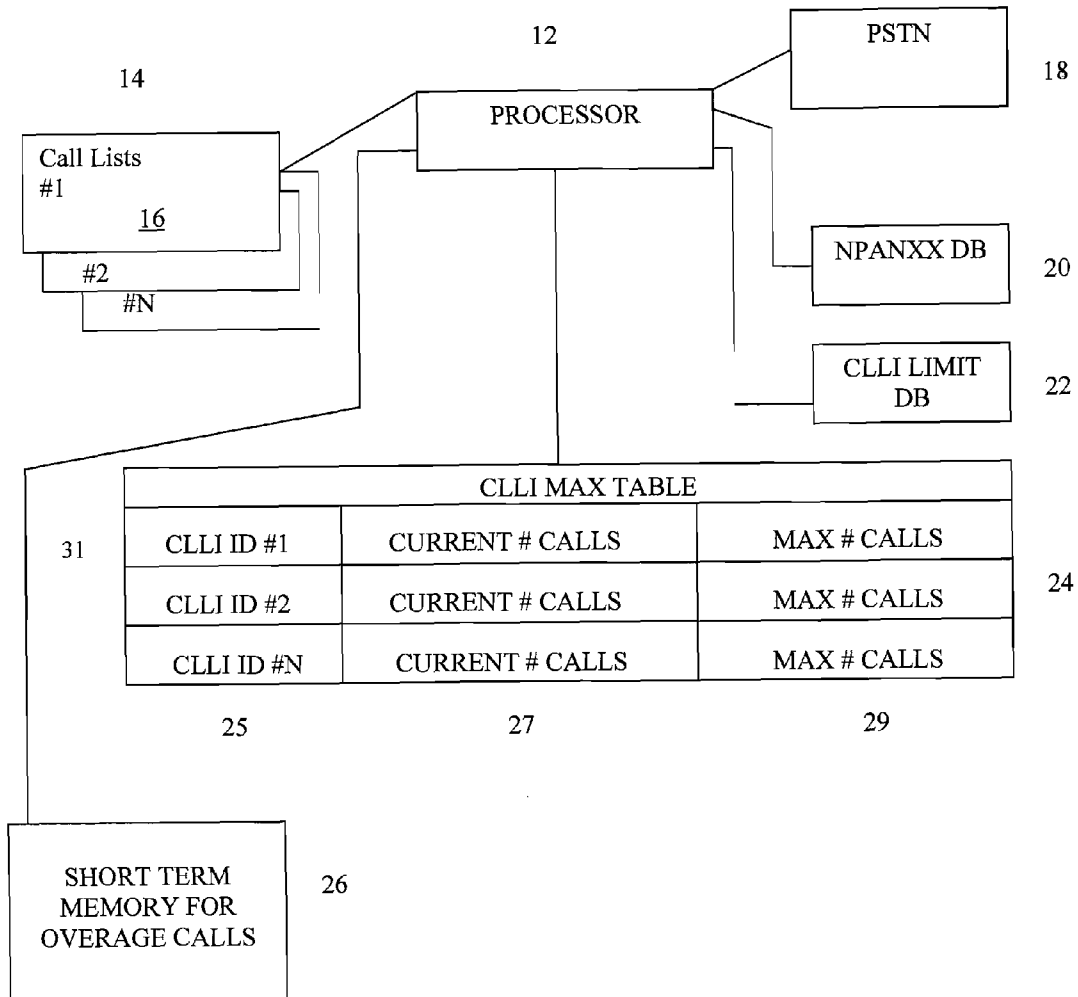 12
PSTN
18
14
PROCESSOR
Call Lists
#1
16
#2
#N
NPANXX DB
20
CLLI LIMIT
DB
22
CLLI MAX TABLE
31
CLLI ID #1 CURRENT # CALLS MAX # CALLS
CLLI ID #2 CURRENT # CALLS MAX # CALLS
24
CLLI ID #N CURRENT # CALLS MAX # CALLS
25 27 29
SHORT TERM
MEMORY FOR
OVERAGE CALLS
26